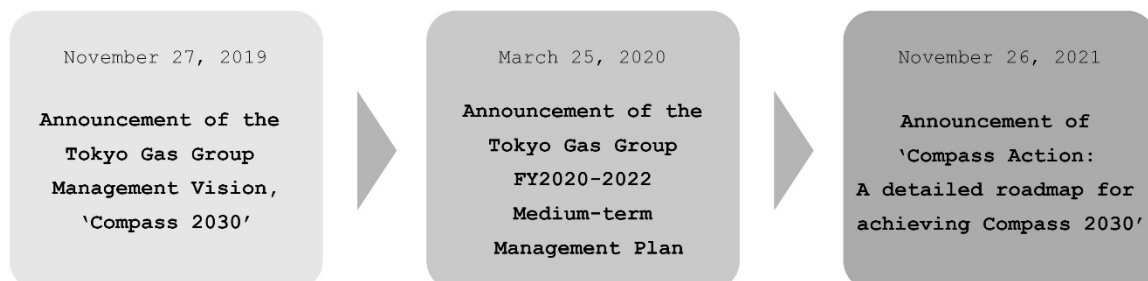 November 27, 2019
Announcement of the
Tokyo Gas Group
Management Vision,
‘Compass 2030’
March 25, 2020
Announcement of the
Tokyo Gas Group
FY2020-2022
Medium-term
Management Plan
November 26, 2021
Announcement of
‘Compass Action:
A detailed roadmap for
achieving Compass 2030’